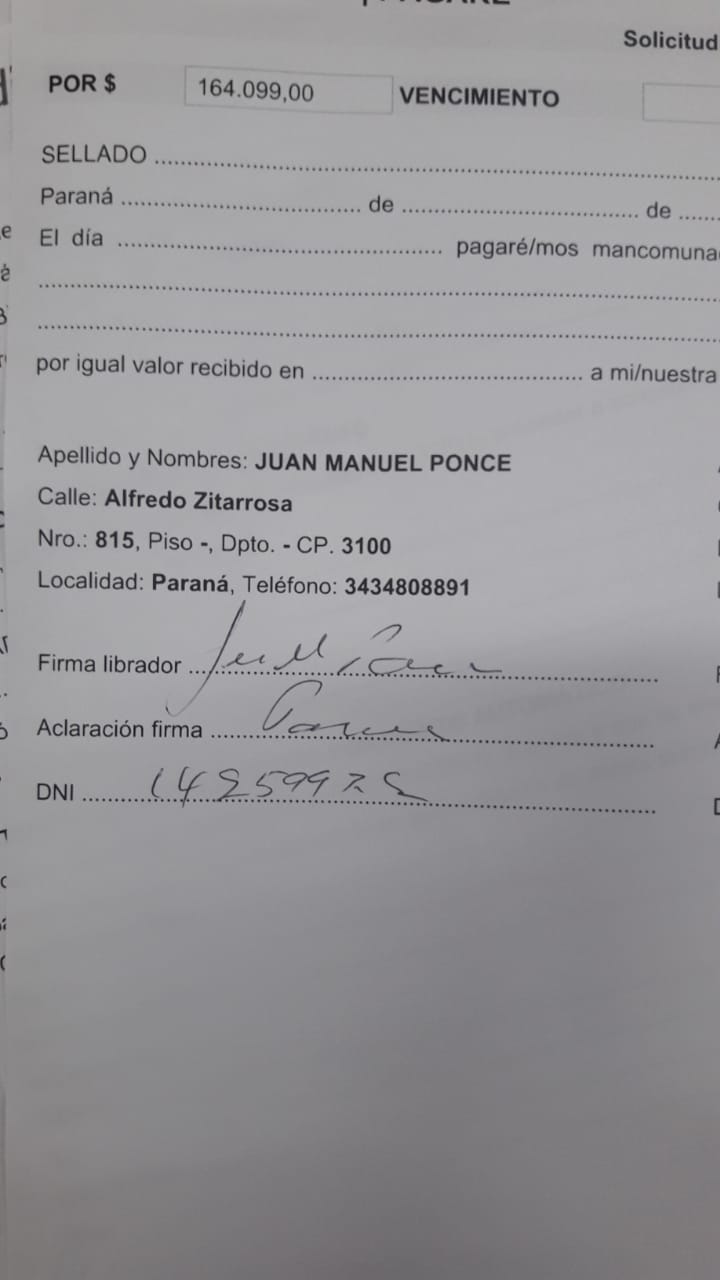 PAGARE
Solicitud
POR $ 164.099,00 VENCIMIENTO
SELLADO ................................................................
Paraná .................................... de .................................... de .......
El día .................................................. pagaré/mos mancomuna
................................................................
................................................................
por igual valor recibido en ........................................ a mi/nuestra
Apellido y Nombres: JUAN MANUEL PONCE
Calle: Alfredo Zitarrosa
Nro.: 815, Piso -, Dpto. - CP. 3100
Localidad: Paraná, Teléfono: 3434808891
Firma librador ................................................................
Aclaración firma Ponce
DNI